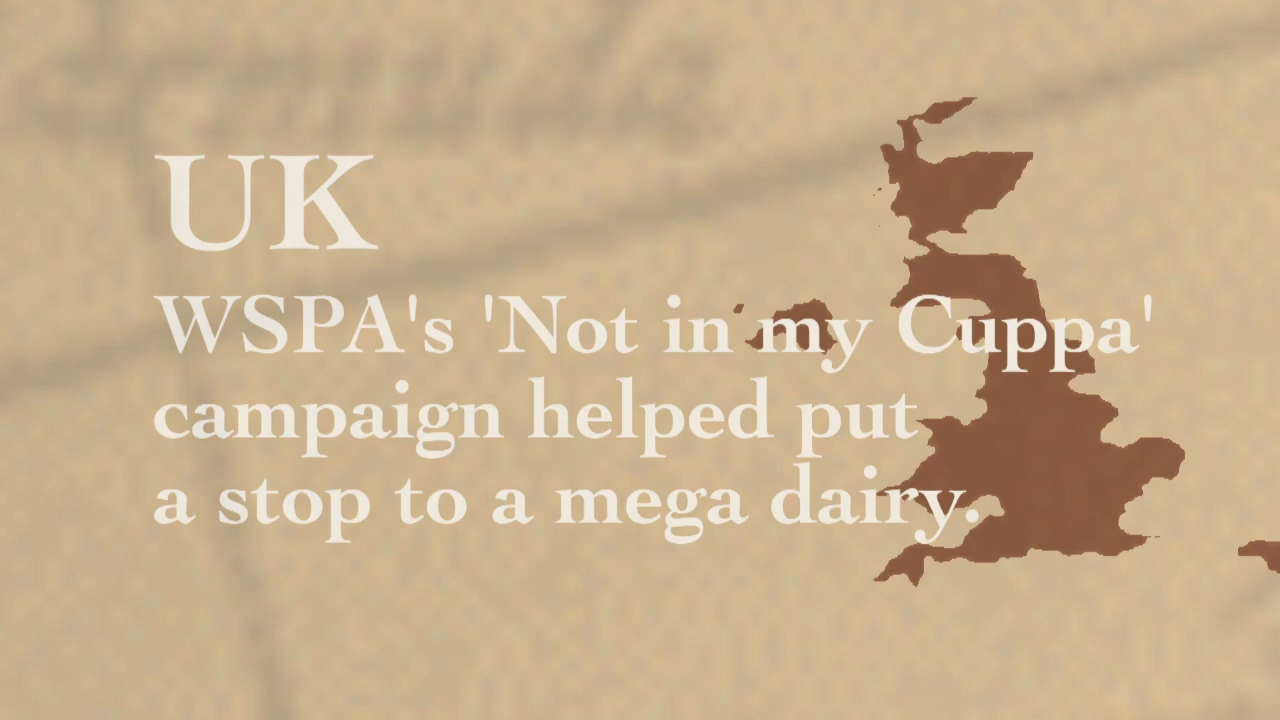 UK
WSPA's 'Not in my Cuppa'
campaign helped put
a stop to a mega dairy.